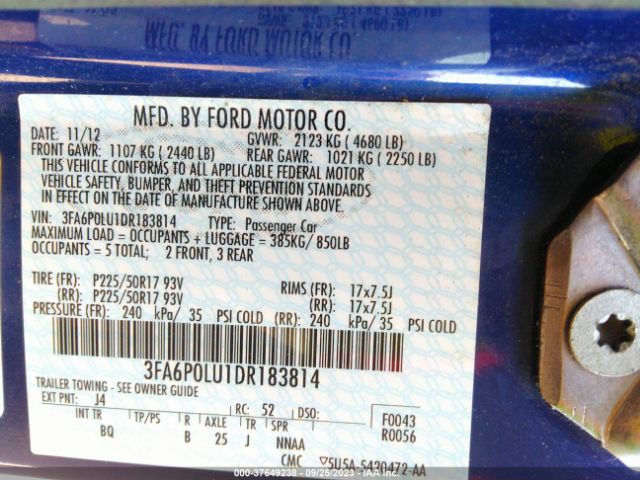 MFD. BY FORD MOTOR CO.
DATE: 11/12 GVWR: 2123 KG ( 4680 LB)
FRONT GAWR: 1107 KG ( 2440 LB) REAR GAWR: 1021 KG ( 2250 LB)
THIS VEHICLE CONFORMS TO ALL APPLICABLE FEDERAL MOTOR
VEHICLE SAFETY, BUMPER, AND THEFT PREVENTION STANDARDS
IN EFFECT ON THE DATE OF MANUFACTURE SHOWN ABOVE.
VIN: 3FA6P0LU1DR183814 TYPE: Passenger Car
MAXIMUM LOAD = OCCUPANTS + LUGGAGE = 385KG/ 850LB
OCCUPANTS: 5 TOTAL: 2 FRONT, 3 REAR
TIRE (FR): P225/50R17 93V RIMS (FR): 17x7.5J
(RR): P225/50R17 93V (RR): 17x7.5J
PRESSURE (FR): 240 kPa/ 35 PSI COLD (RR): 240 kPa/ 35 PSI COLD
3FA6P0LU1DR183814
TRAILER TOWING - SEE OWNER GUIDE
EXT PNT: J4 RC: 52 DSO: F0043
R0056
INT TR TP/PS R AXLE TR SPR
BQ B 25 J NNAA
CMC ▽5U5A-5420472-AA
© IAA-37649238 - 09/25/2023 - IAAI.com